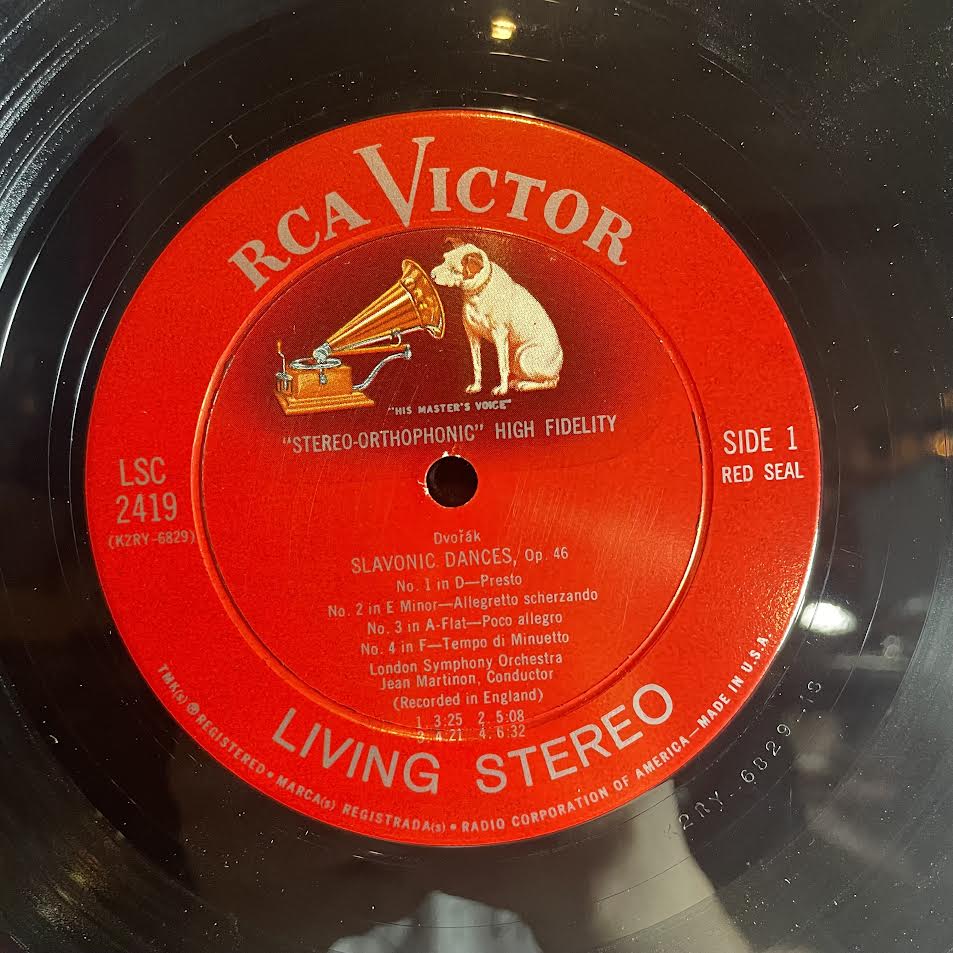 RCA VICTOR
"HIS MASTER'S VOICE"
"STEREO-ORTHOPHONIC" HIGH FIDELITY
LSC
2419
(K2RY-6829)
SIDE 1
RED SEAL
Dvořák
SLAVONIC DANCES, Op. 46
No. 1 in D—Presto
No. 2 in E Minor—Allegretto scherzando
No. 3 in A-Flat—Poco allegro
No. 4 in F—Tempo di Minuetto
London Symphony Orchestra
Jean Martinon, Conductor
(Recorded in England)
1. 3:25 2. 5:08
3. 4:21 4. 6:32
LIVING STEREO
TMK(s) ® REGISTERED • MARCA(s) REGISTRADA(s) • RADIO CORPORATION OF AMERICA—MADE IN U.S.A.
K2RY-6829-1S